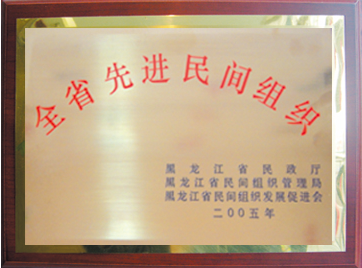 全省先进民间组织
黑龙江省民政厅
黑龙江省民间组织管理局
黑龙江省民间组织发展促进会
二〇〇五年